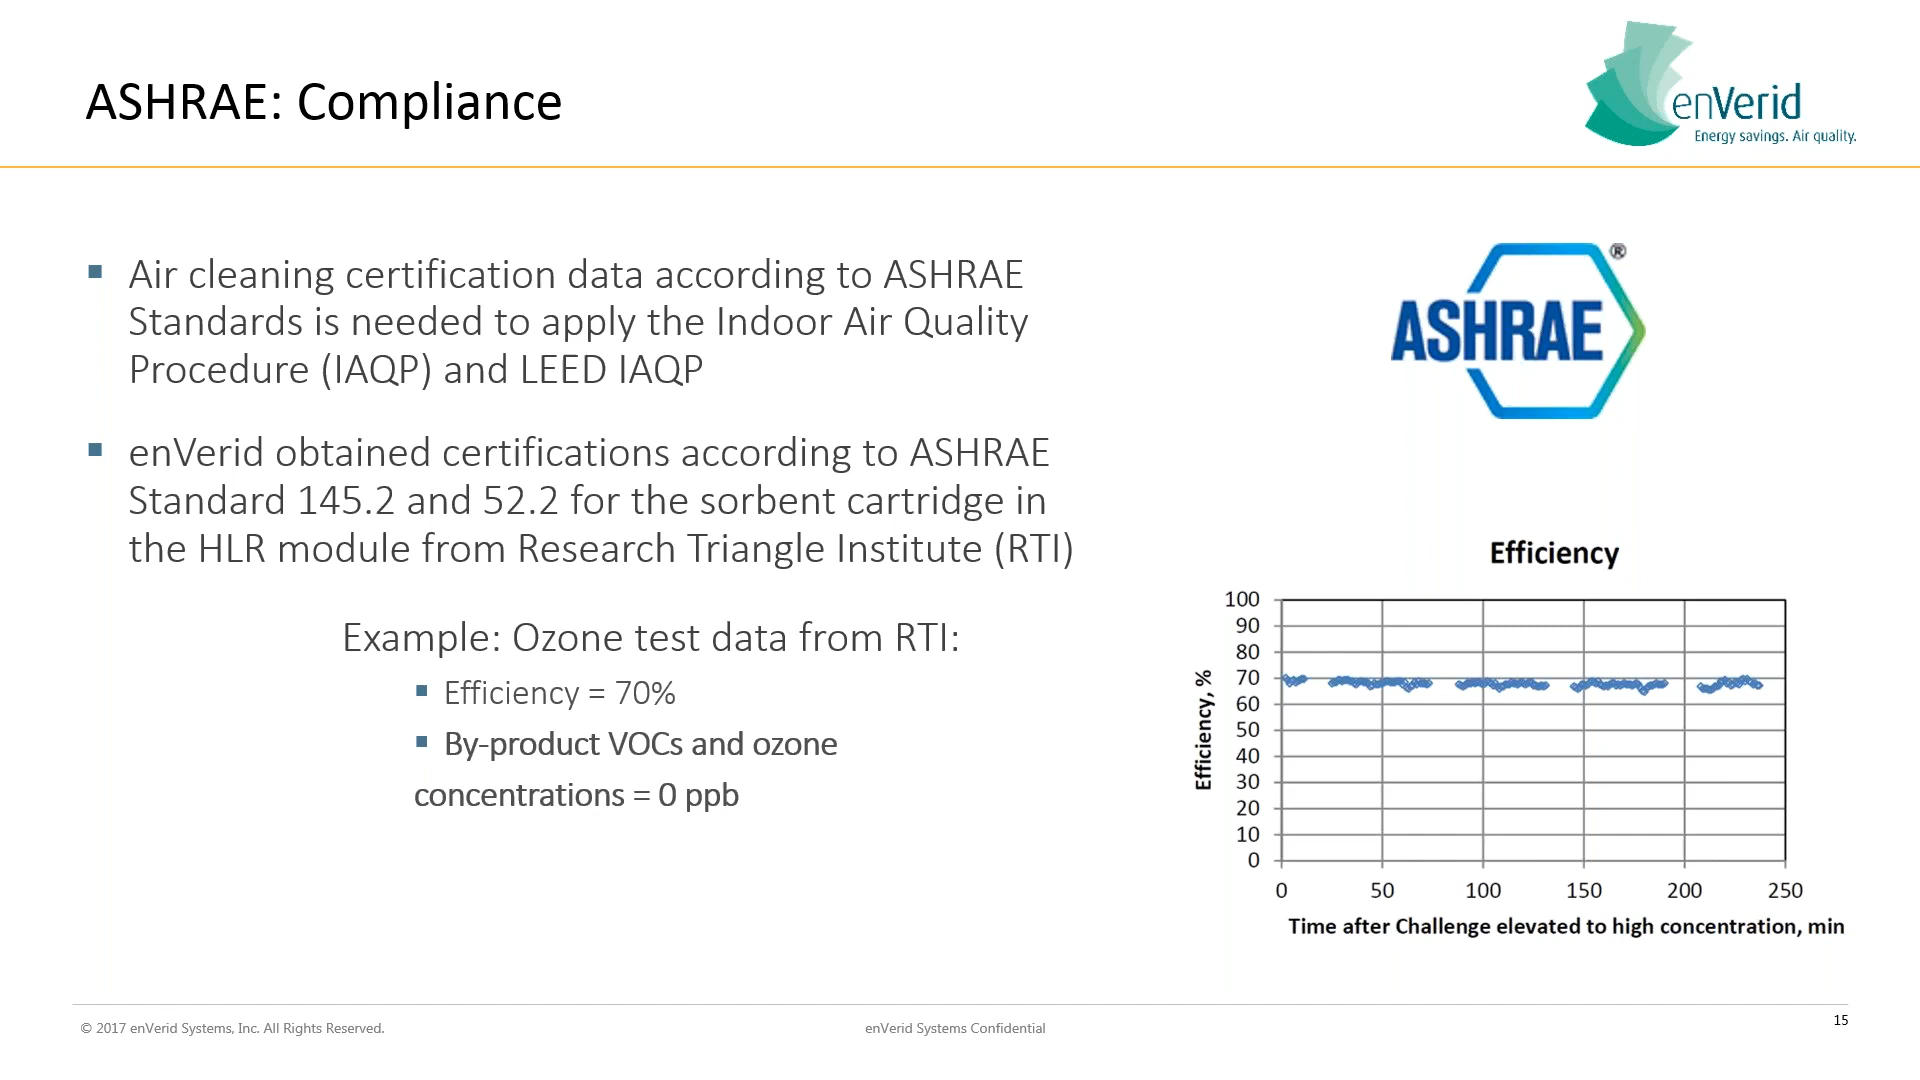 ASHRAE: Compliance
enVerid
Energy savings. Air quality.
Air cleaning certification data according to ASHRAE
Standards is needed to apply the Indoor Air Quality
Procedure (IAQP) and LEED IAQP
enVerid obtained certifications according to ASHRAE
Standard 145.2 and 52.2 for the sorbent cartridge in
the HLR module from Research Triangle Institute (RTI)
Example: Ozone test data from RTI:
Efficiency = 70%
By-product VOCs and ozone
concentrations = 0 ppb
ASHRAE®
Efficiency
Efficiency, %
100
90
80
70
60
50
40
30
20
10
0
0 50 100 150 200 250
Time after Challenge elevated to high concentration, min
© 2017 enVerid Systems, Inc. All Rights Reserved.
enVerid Systems Confidential
15